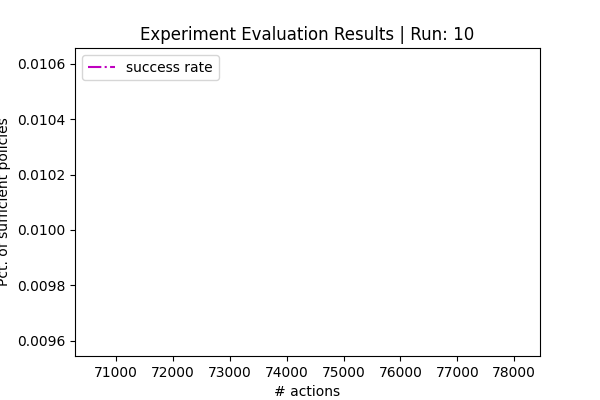 Experiment Evaluation Results | Run: 10
success rate
0.0106
0.0104
0.0102
0.0100
0.0098
0.0096
Pct. of sufficient policies
71000 72000 73000 74000 75000 76000 77000 78000
# actions